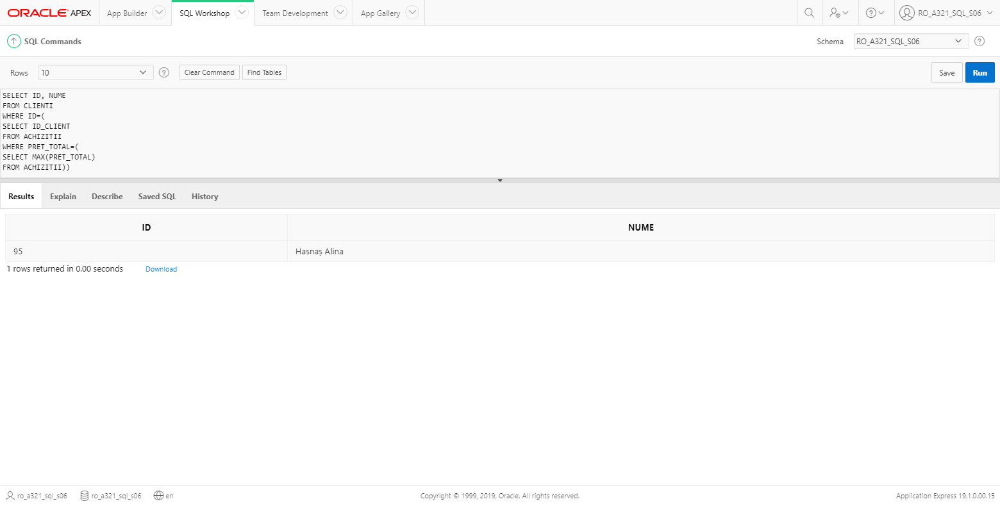 ORACLE APEX App Builder SQL Workshop Team Development App Gallery RO_A321_SQL_S06
SQL Commands Schema RO_A321_SQL_S06
Rows 10 Clear Command Find Tables Save Run
SELECT ID, NUME
FROM CLIENTI
WHERE ID=(
SELECT ID_CLIENT
FROM ACHIZITII
WHERE PRET_TOTAL=(
SELECT MAX(PRET_TOTAL)
FROM ACHIZITII))
Results Explain Describe Saved SQL History
ID NUME
95 Hasnaș Alina
1 rows returned in 0.00 seconds Download
ro_a321_sql_s06 ro_a321_sql_s06 en Copyright © 1999, 2019, Oracle. All rights reserved. Application Express 19.1.0.00.15